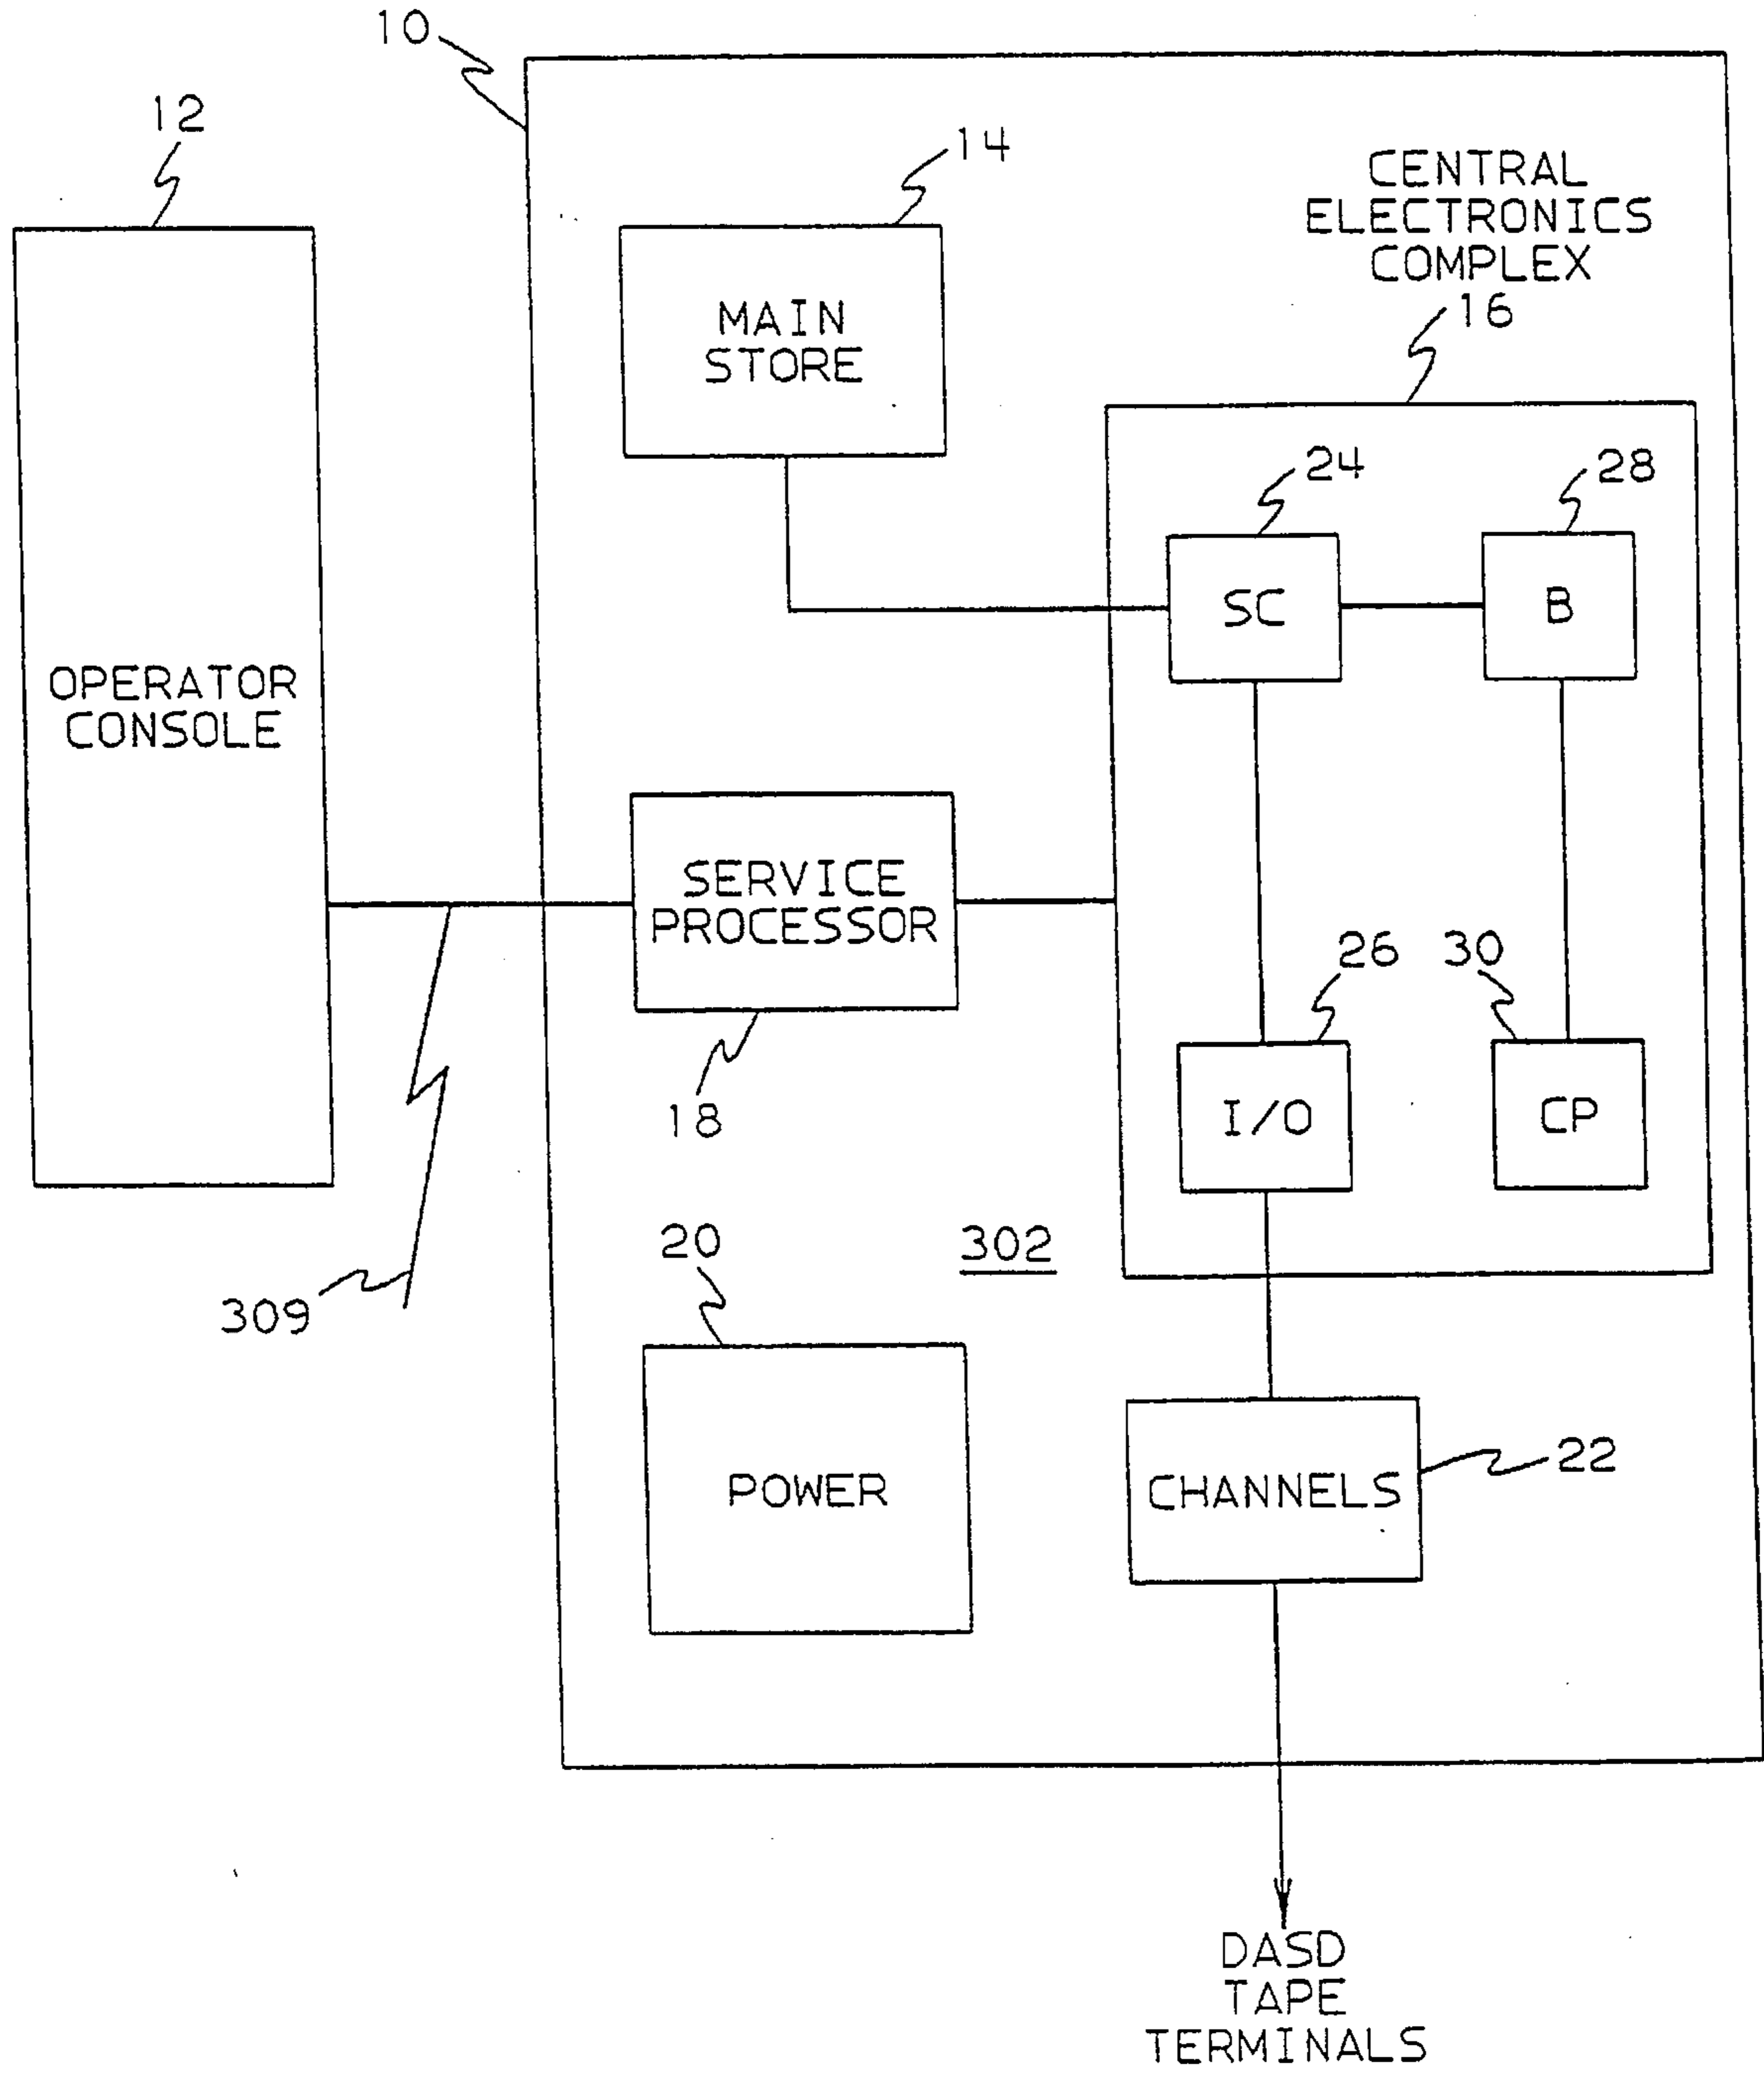 10
12
14
CENTRAL
ELECTRONICS
COMPLEX
16
MAIN
STORE
24
28
SC
B
OPERATOR
CONSOLE
SERVICE
PROCESSOR
26
30
18
I/O
CP
20
302
309
POWER
CHANNELS
22
DASD
TAPE
TERMINALS